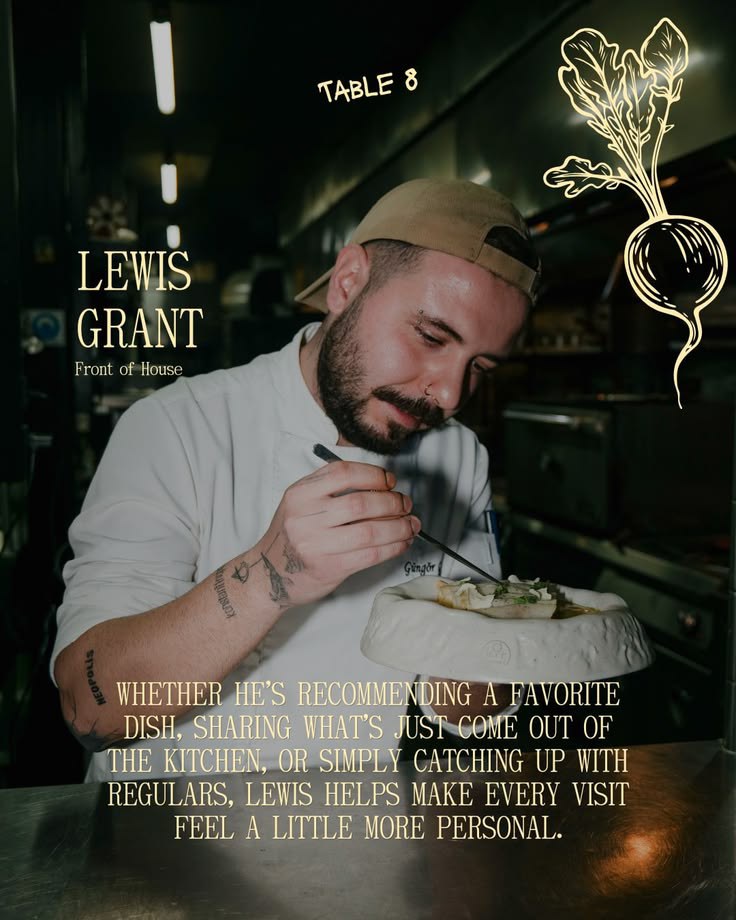 TABLE 8
LEWIS
GRANT
Front of House
Güngör
WHETHER HE'S RECOMMENDING A FAVORITE
DISH, SHARING WHAT'S JUST COME OUT OF
THE KITCHEN, OR SIMPLY CATCHING UP WITH
REGULARS, LEWIS HELPS MAKE EVERY VISIT
FEEL A LITTLE MORE PERSONAL.